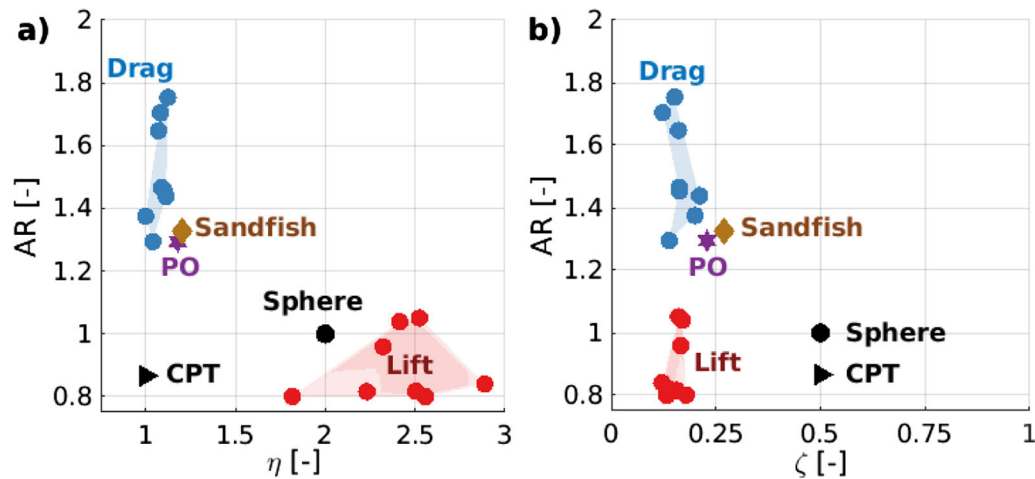 a)
AR [-]
2
1.8
1.6
1.4
1.2
1
0.8
Drag
Sandfish
PO
Sphere
CPT
Lift
1 1.5 2 2.5 3
η [-]
b)
AR [-]
2
1.8
1.6
1.4
1.2
1
0.8
Drag
Sandfish
PO
Sphere
Lift
CPT
0 0.25 0.5 0.75 1
ζ [-]